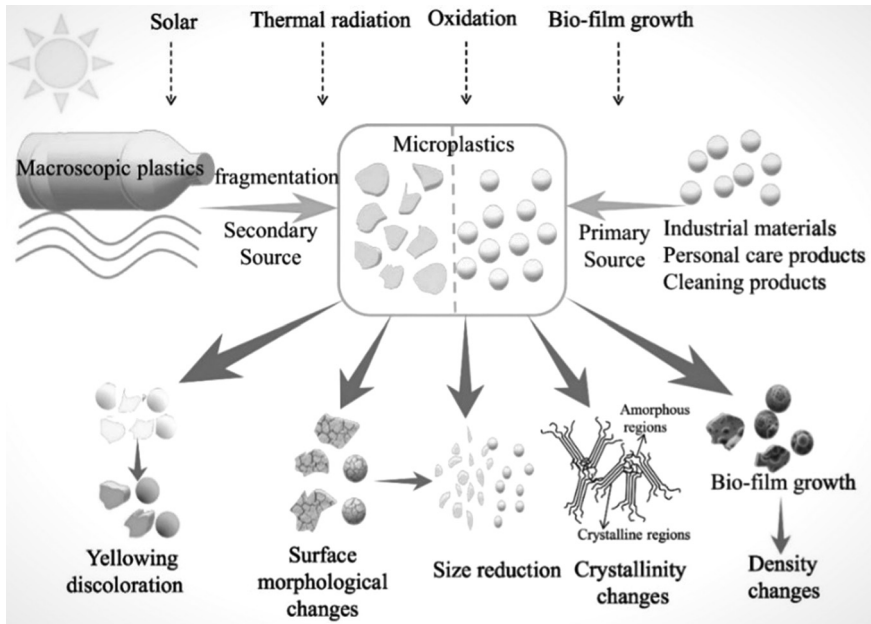 Solar
Thermal radiation
Oxidation
Bio-film growth
Macroscopic plastics
fragmentation
Secondary
Source
Microplastics
Primary
Source
Industrial materials
Personal care products
Cleaning products
Yellowing
discoloration
Surface
morphological
changes
Size reduction
Amorphous
regions
Crystalline regions
Crystallinity
changes
Bio-film growth
Density
changes